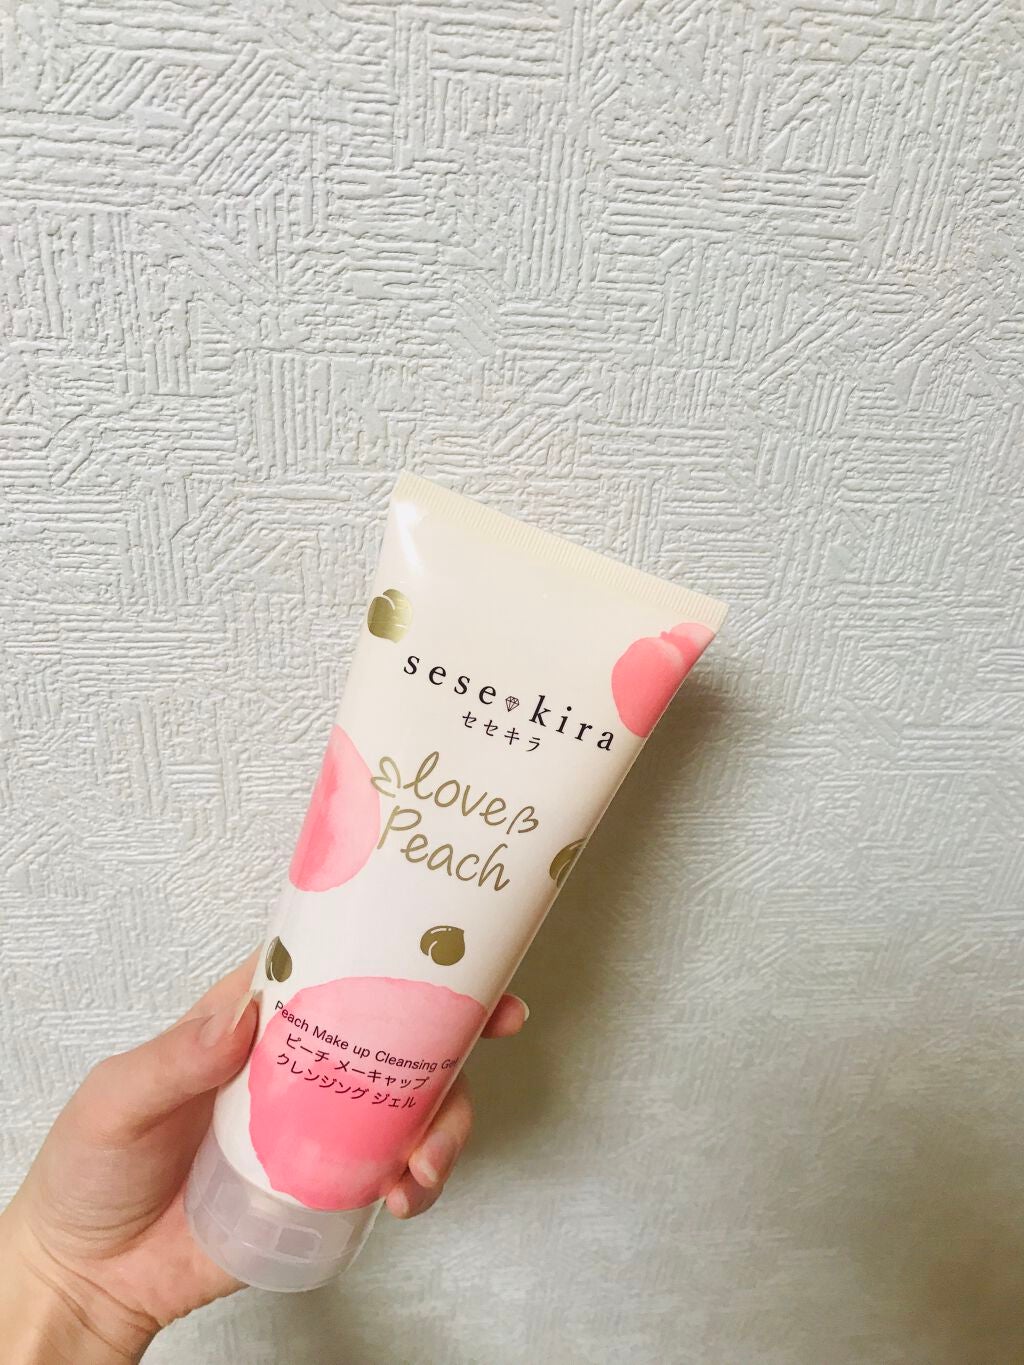 sese kira
セセキラ
love
Peach
Peach Make up Cleansing Gel
ピーチ メーキャップ
クレンジング ジェル